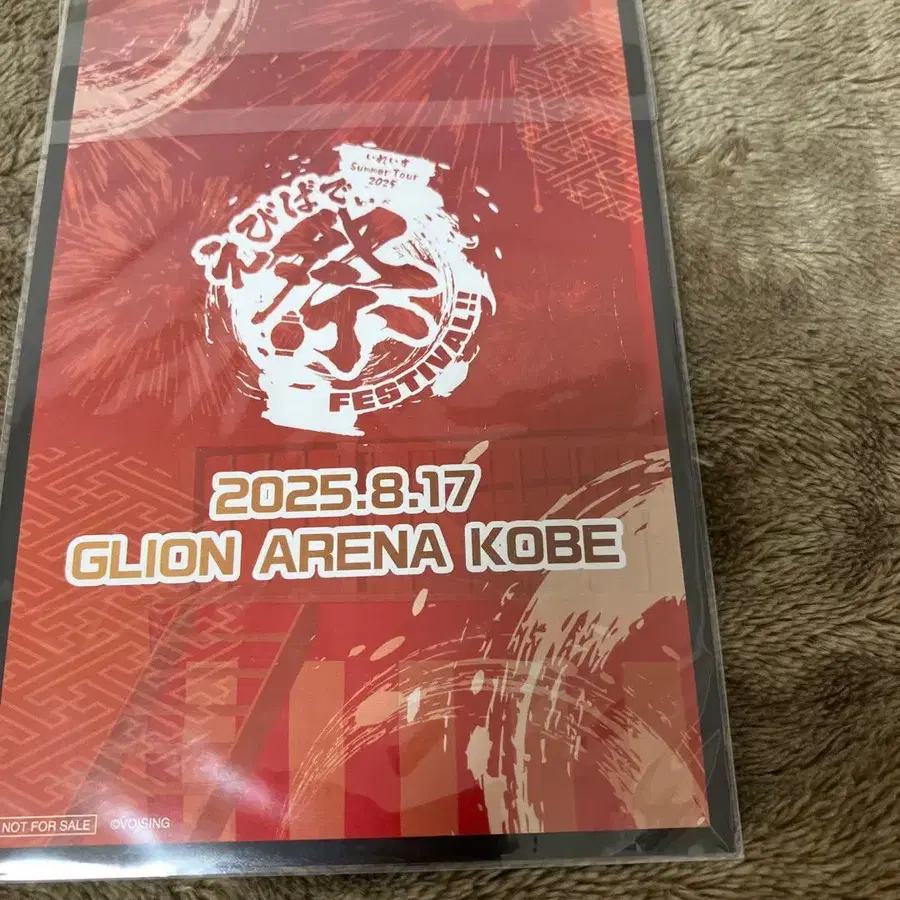 いれいす
Summer Tour
2025
えびばでぃ
祭
FESTIVAL!!
2025.8.17
GLION ARENA KOBE
NOT FOR SALE ©VOISING